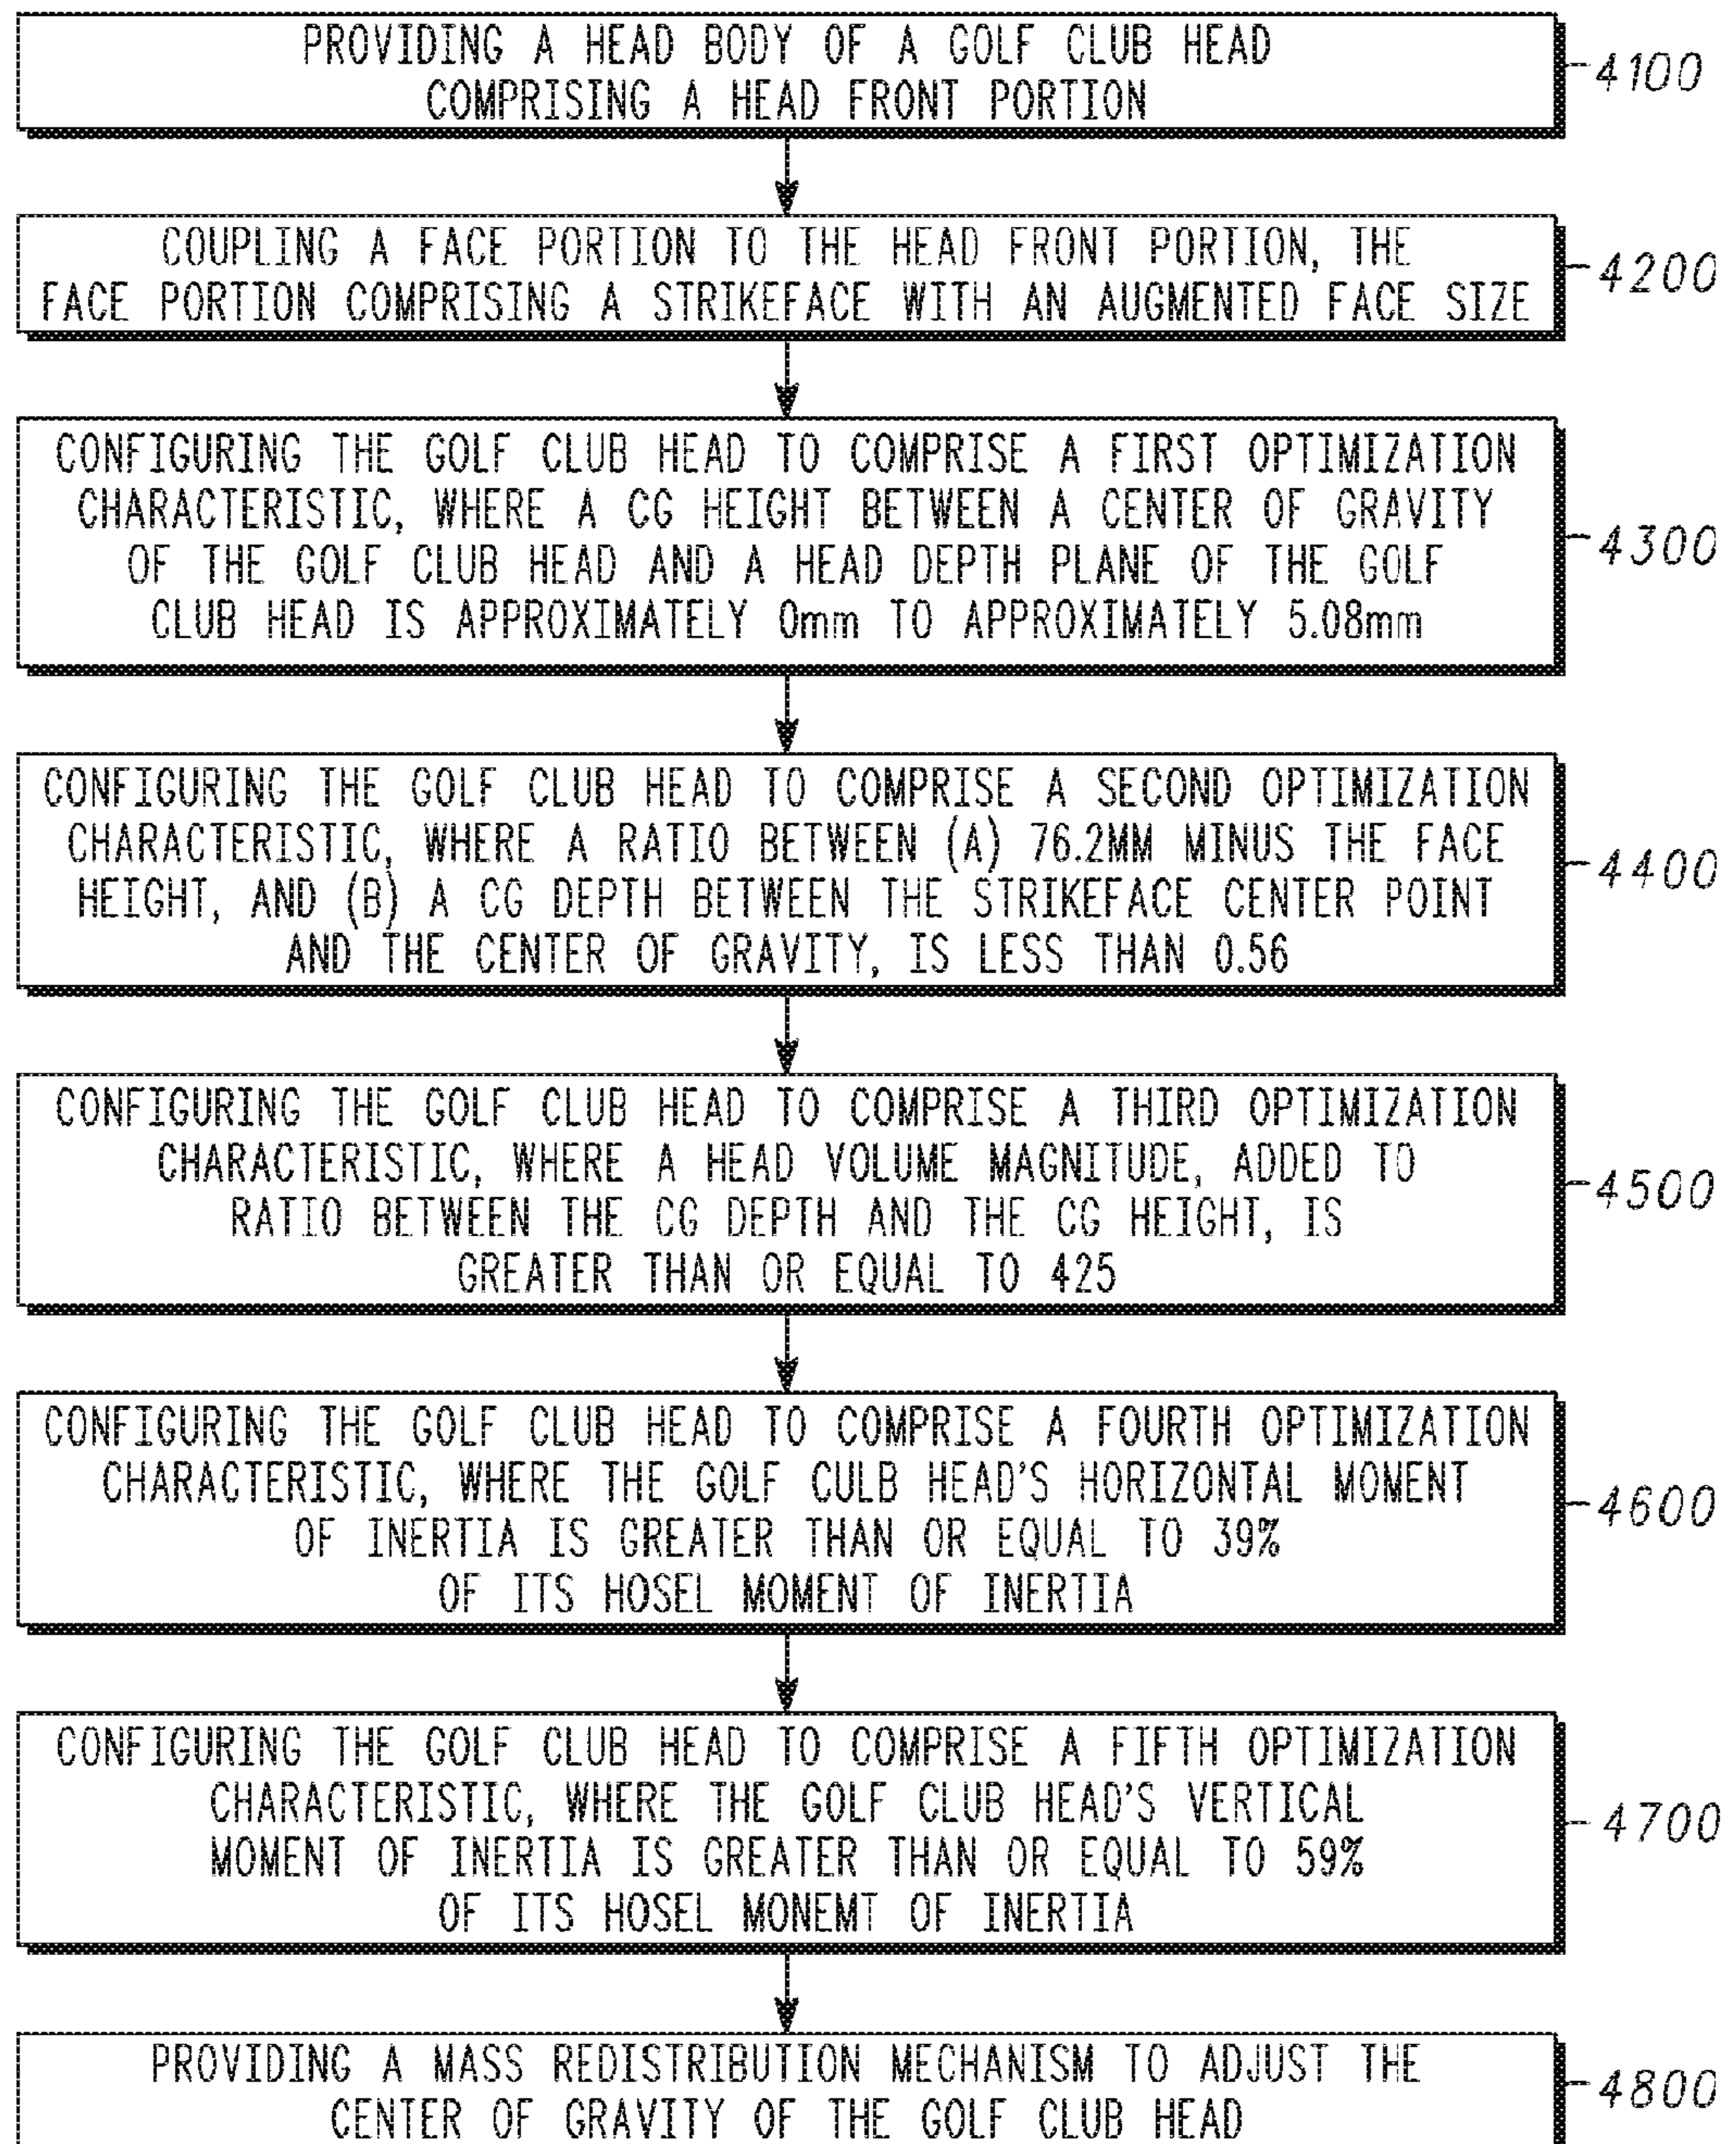 PROVIDING A HEAD BODY OF A GOLF CLUB HEAD
COMPRISING A HEAD FRONT PORTION
4100
COUPLING A FACE PORTION TO THE HEAD FRONT PORTION, THE
FACE PORTION COMPRISING A STRIKEFACE WITH AN AUGMENTED FACE SIZE
4200
CONFIGURING THE GOLF CLUB HEAD TO COMPRISE A FIRST OPTIMIZATION
CHARACTERISTIC, WHERE A CG HEIGHT BETWEEN A CENTER OF GRAVITY
OF THE GOLF CLUB HEAD AND A HEAD DEPTH PLANE OF THE GOLF
CLUB HEAD IS APPROXIMATELY 0mm TO APPROXIMATELY 5.08mm
4300
CONFIGURING THE GOLF CLUB HEAD TO COMPRISE A SECOND OPTIMIZATION
CHARACTERISTIC, WHERE A RATIO BETWEEN (A) 76.2MM MINUS THE FACE
HEIGHT, AND (B) A CG DEPTH BETWEEN THE STRIKEFACE CENTER POINT
AND THE CENTER OF GRAVITY, IS LESS THAN 0.56
4400
CONFIGURING THE GOLF CLUB HEAD TO COMPRISE A THIRD OPTIMIZATION
CHARACTERISTIC, WHERE A HEAD VOLUME MAGNITUDE, ADDED TO
RATIO BETWEEN THE CG DEPTH AND THE CG HEIGHT, IS
GREATER THAN OR EQUAL TO 425
4500
CONFIGURING THE GOLF CLUB HEAD TO COMPRISE A FOURTH OPTIMIZATION
CHARACTERISTIC, WHERE THE GOLF CULB HEAD'S HORIZONTAL MOMENT
OF INERTIA IS GREATER THAN OR EQUAL TO 39%
OF ITS HOSEL MOMENT OF INERTIA
4600
CONFIGURING THE GOLF CLUB HEAD TO COMPRISE A FIFTH OPTIMIZATION
CHARACTERISTIC, WHERE THE GOLF CLUB HEAD'S VERTICAL
MOMENT OF INERTIA IS GREATER THAN OR EQUAL TO 59%
OF ITS HOSEL MONEMT OF INERTIA
4700
PROVIDING A MASS REDISTRIBUTION MECHANISM TO ADJUST THE
CENTER OF GRAVITY OF THE GOLF CLUB HEAD
4800